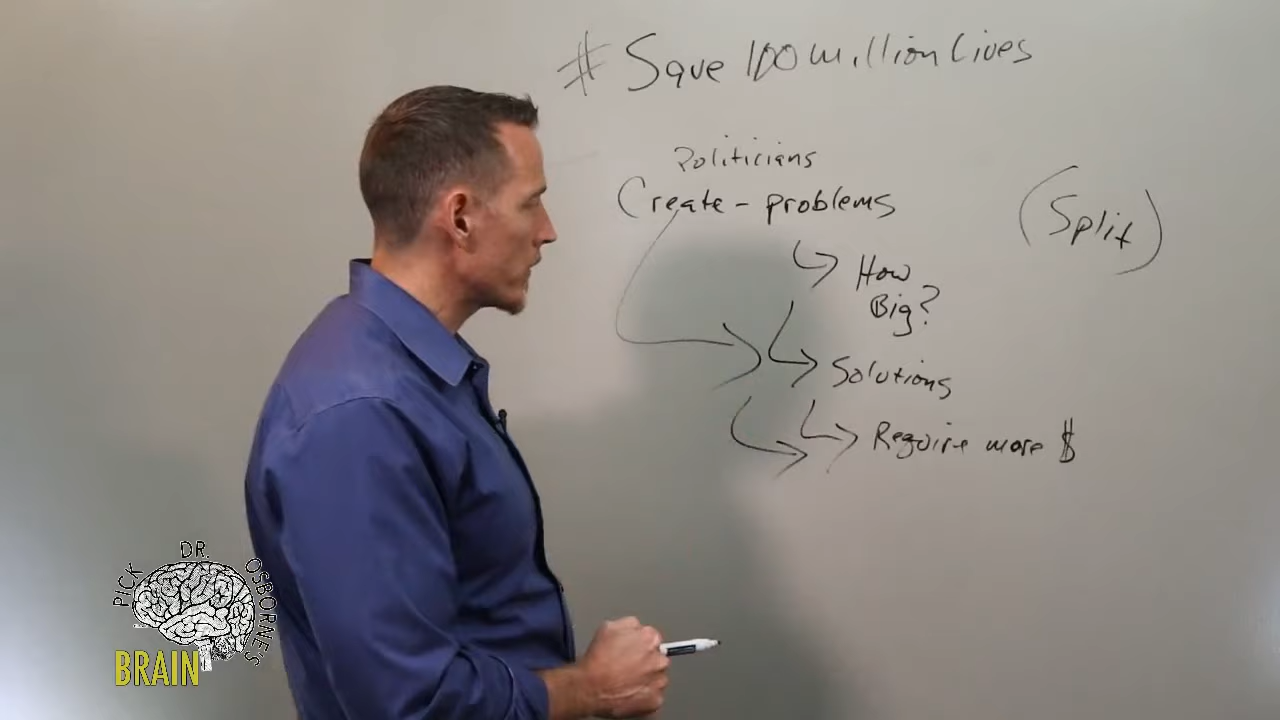 # Save 100 million Lives
Politicians
Create - problems
(Split)
How
Big?
Solutions
Require more $
PICK DR. OSBORNE'S
BRAIN